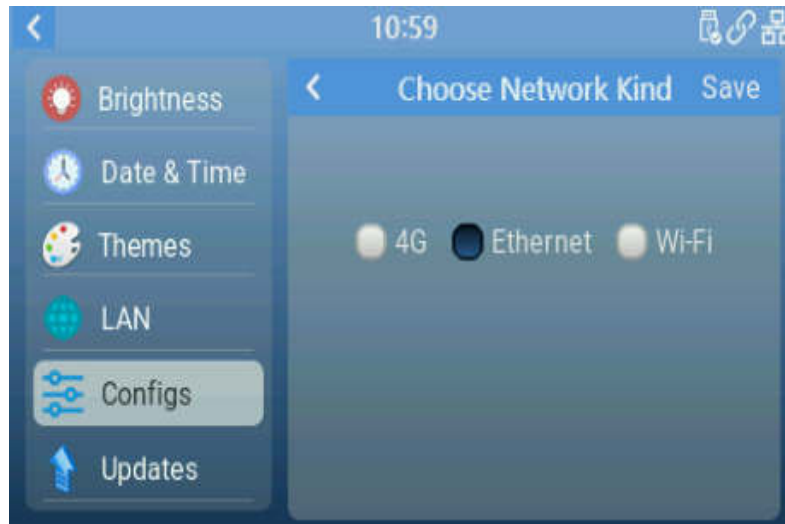 10:59
Brightness
Date & Time
Themes
LAN
Configs
Updates
Choose Network Kind Save
4G Ethernet Wi-Fi